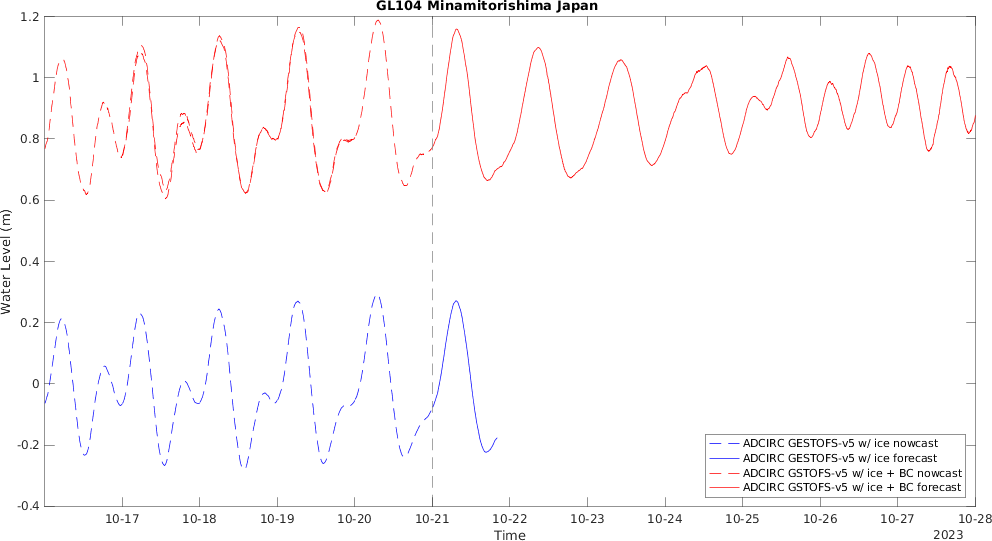 GL104 Minamitorishima Japan
1.2
1
0.8
0.6
0.4
0.2
0
-0.2
-0.4
Water Level (m)
10-17 10-18 10-19 10-20 10-21 10-22 10-23 10-24 10-25 10-26 10-27 10-28
Time
2023
ADCIRC GESTOFS-v5 w/ ice nowcast
ADCIRC GESTOFS-v5 w/ ice forecast
ADCIRC GSTOFS-v5 w/ ice + BC nowcast
ADCIRC GSTOFS-v5 w/ ice + BC forecast